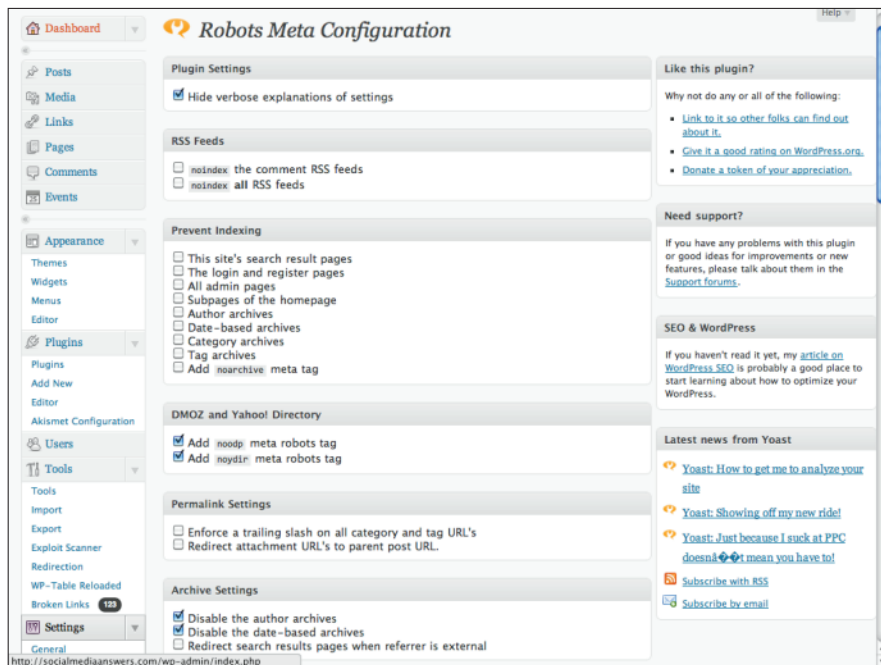 Help
Dashboard
Posts
Media
Links
Pages
Comments
25
Events
Appearance
Themes
Widgets
Menus
Editor
Plugins
Plugins
Add New
Editor
Akismet Configuration
Users
Tools
Tools
Import
Export
Exploit Scanner
Redirection
WP-Table Reloaded
Broken Links 123
Settings
General
http://socialmediaanswers.com/wp-admin/index.php
Robots Meta Configuration
Plugin Settings
Hide verbose explanations of settings
RSS Feeds
noindex the comment RSS feeds
noindex all RSS feeds
Prevent Indexing
This site's search result pages
The login and register pages
All admin pages
Subpages of the homepage
Author archives
Date-based archives
Category archives
Tag archives
Add noarchive meta tag
DMOZ and Yahoo! Directory
Add noodp meta robots tag
Add noydir meta robots tag
Permalink Settings
Enforce a trailing slash on all category and tag URL's
Redirect attachment URL's to parent post URL.
Archive Settings
Disable the author archives
Disable the date-based archives
Redirect search results pages when referrer is external
Like this plugin?
Why not do any or all of the following:
Link to it so other folks can find out
about it.
Give it a good rating on WordPress.org.
Donate a token of your appreciation.
Need support?
If you have any problems with this plugin
or good ideas for improvements or new
features, please talk about them in the
Support forums.
SEO & WordPress
If you haven't read it yet, my article on
WordPress SEO is probably a good place to
start learning about how to optimize your
WordPress.
Latest news from Yoast
Yoast: How to get me to analyze your
site
Yoast: Showing off my new ride!
Yoast: Just because I suck at PPC
doesnâ��t mean you have to!
Subscribe with RSS
Subscribe by email